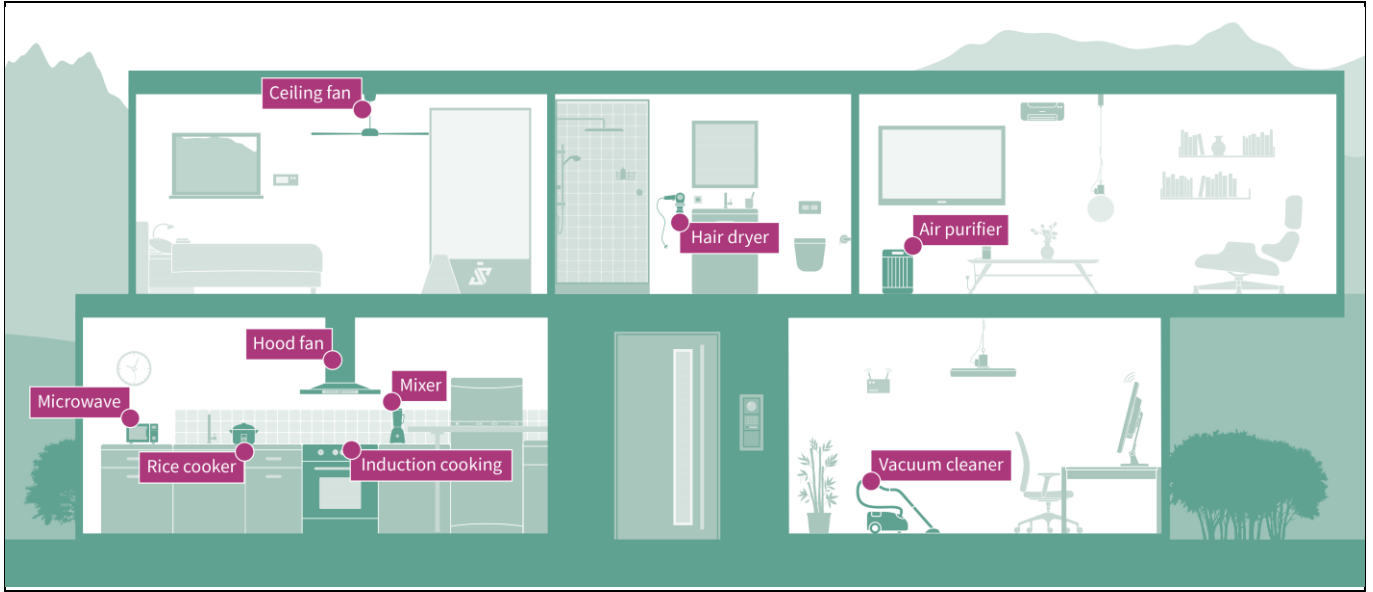 Ceiling fan
Hair dryer
Air purifier
Hood fan
Mixer
Microwave
Rice cooker
Induction cooking
Vacuum cleaner